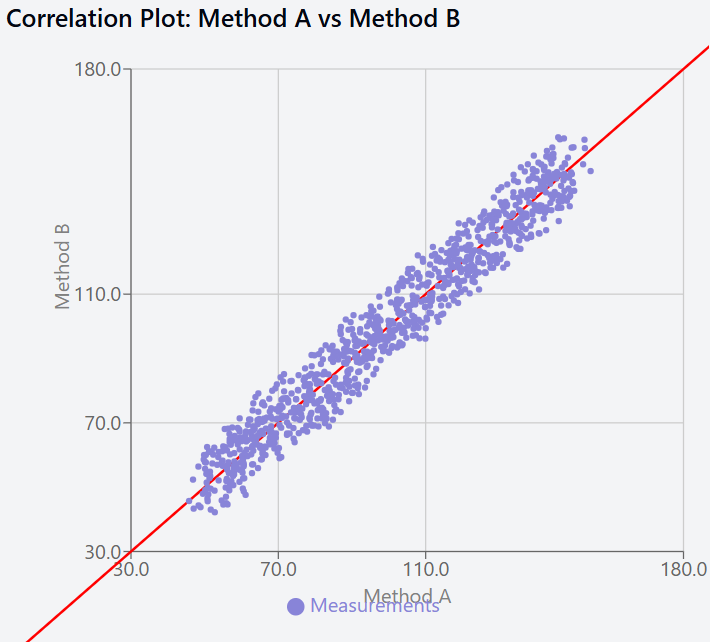 Correlation Plot: Method A vs Method B
180.0
110.0
70.0
30.0
Method B
30.0
70.0
110.0
180.0
Method A
Measurements